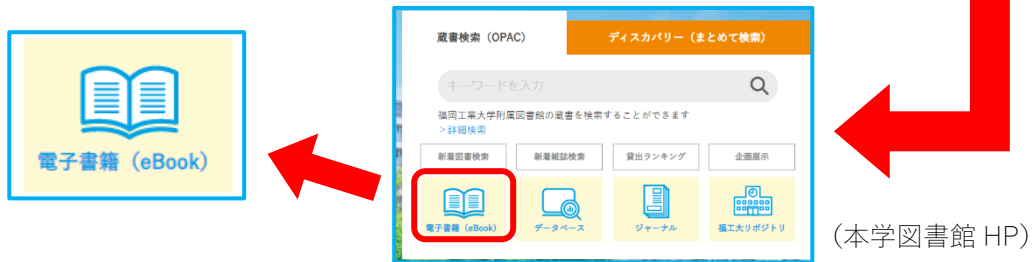 電子書籍（eBook）
蔵書検索（OPAC）
ディスカバリー（まとめて検索）
キーワードを入力
福岡工業大学附属図書館の蔵書を検索することができます
>詳細検索
新着図書検索
新着雑誌検索
貸出ランキング
企画展示
電子書籍（eBook）
データベース
ジャーナル
福工大リポジトリ
（本学図書館 HP）